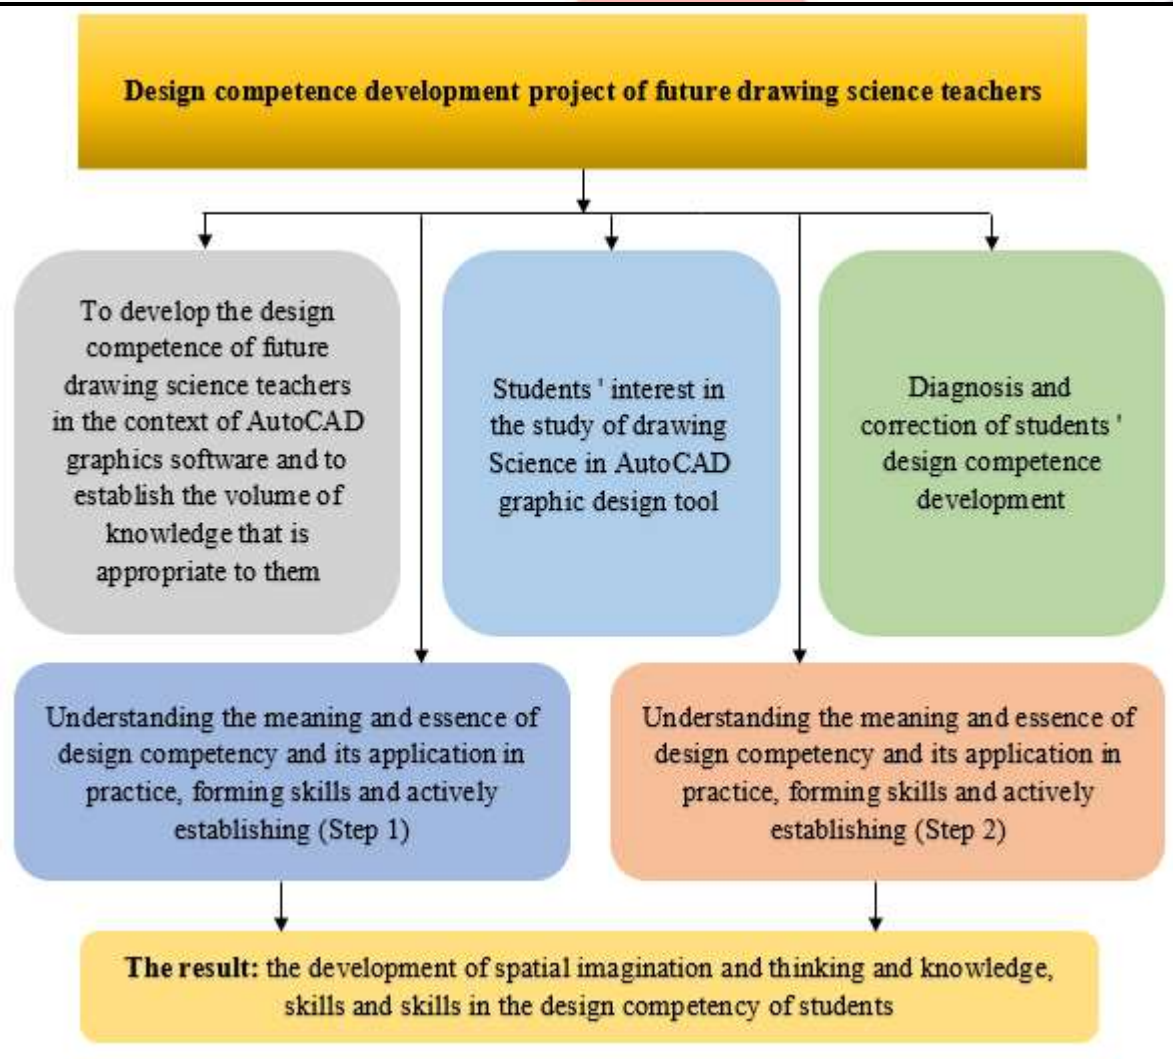 Design competence development project of future drawing science teachers
To develop the design
competence of future
drawing science teachers
in the context of AutoCAD
graphics software and to
establish the volume of
knowledge that is
appropriate to them
Students ' interest in
the study of drawing
Science in AutoCAD
graphic design tool
Diagnosis and
correction of students '
design competence
development
Understanding the meaning and essence of
design competency and its application in
practice, forming skills and actively
establishing (Step 1)
Understanding the meaning and essence of
design competency and its application in
practice, forming skills and actively
establishing (Step 2)
The result: the development of spatial imagination and thinking and knowledge,
skills and skills in the design competency of students